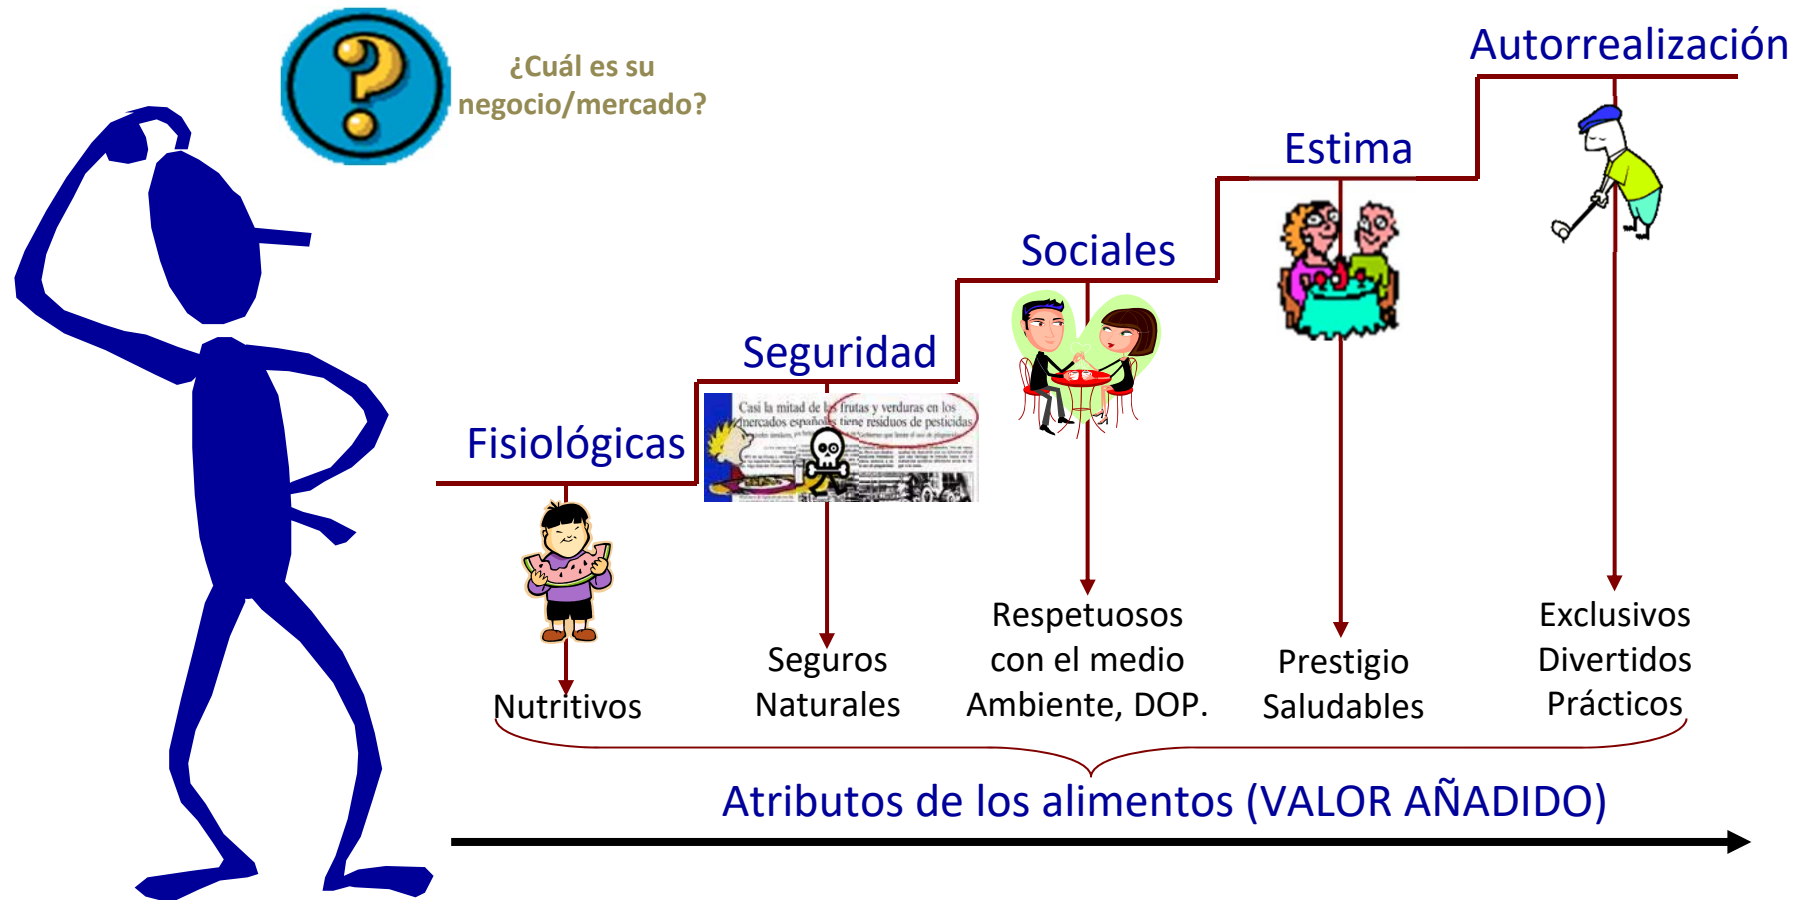 ¿Cuál es su
negocio/mercado?
Autorrealización
Estima
Sociales
Seguridad
Fisiológicas
Casi la mitad de las frutas y verduras en los
mercados españoles tiene residuos de pesticidas
Nutritivos
Seguros
Naturales
Respetuosos
con el medio
Ambiente, DOP.
Prestigio
Saludables
Exclusivos
Divertidos
Prácticos
Atributos de los alimentos (VALOR AÑADIDO)